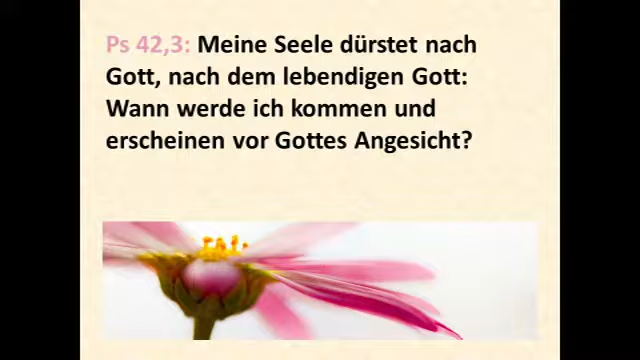 Ps 42,3: Meine Seele dürstet nach
Gott, nach dem lebendigen Gott:
Wann werde ich kommen und
erscheinen vor Gottes Angesicht?